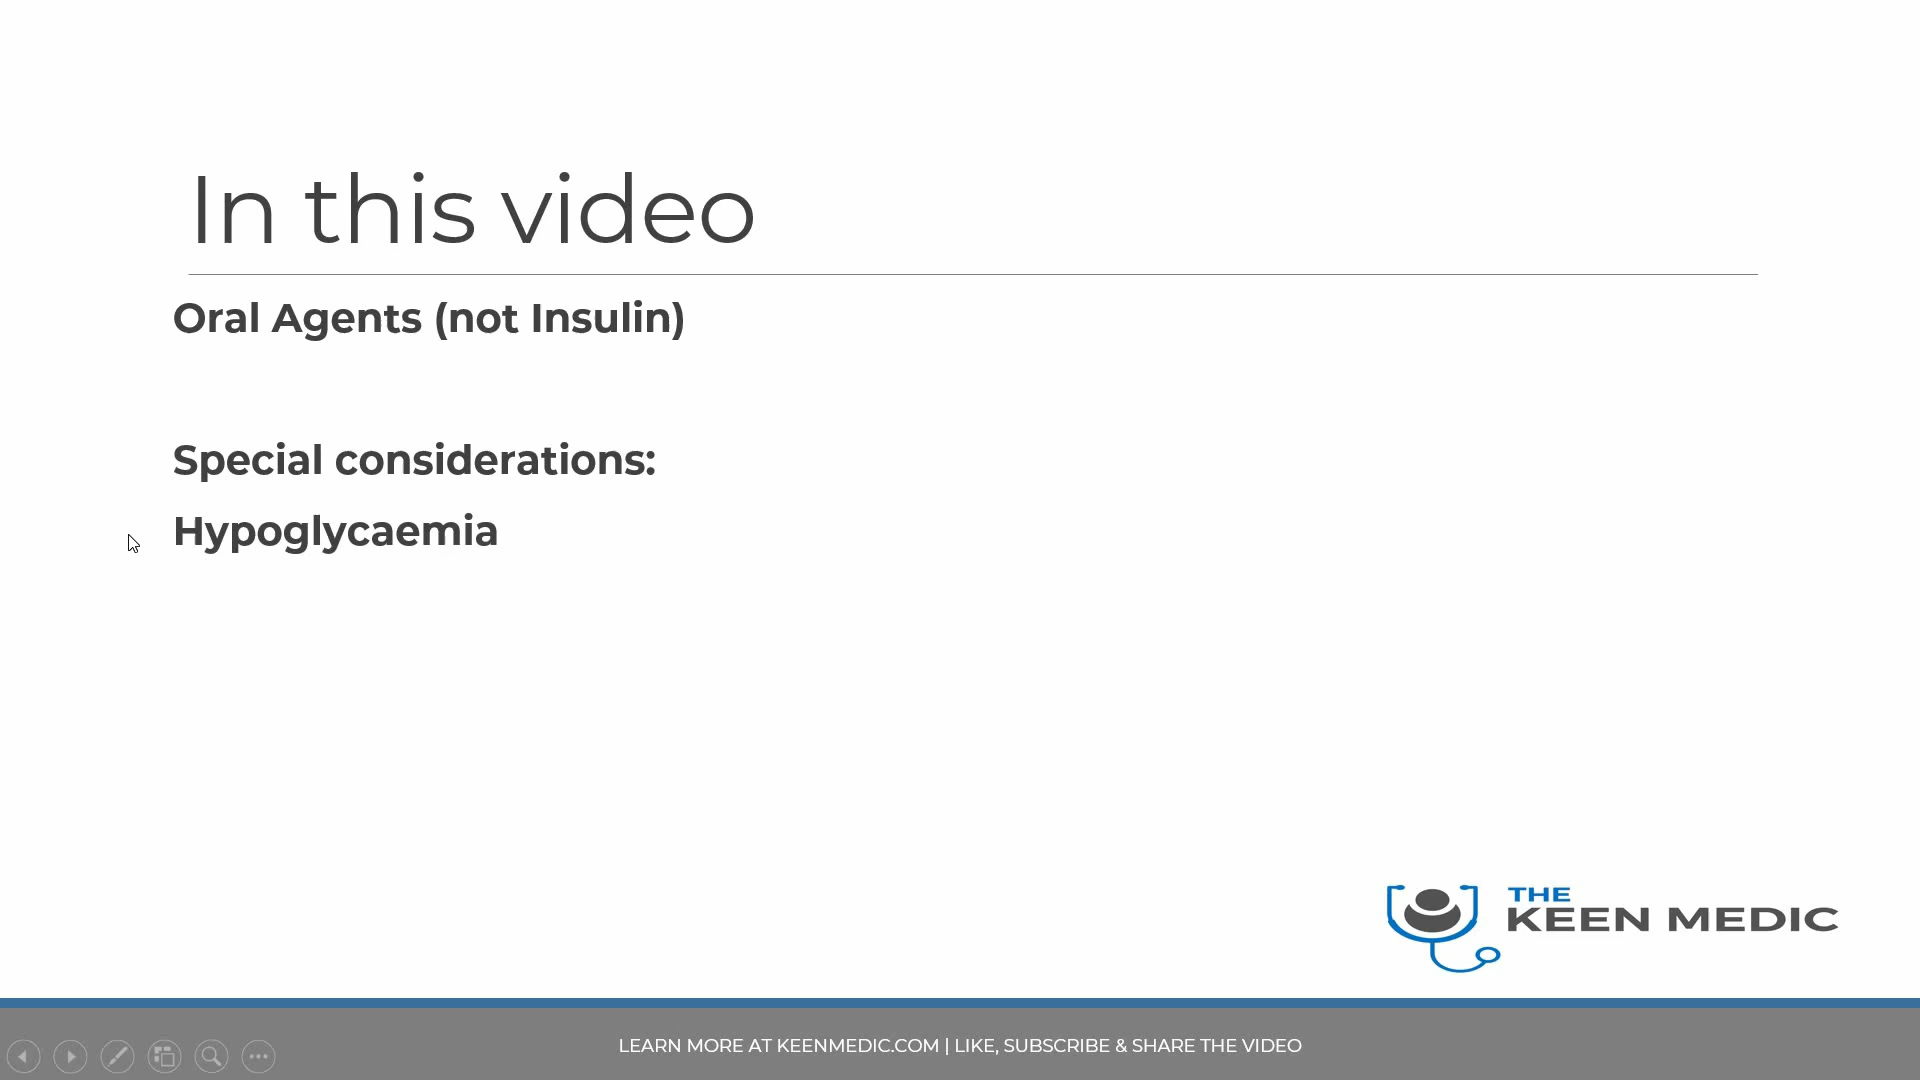 In this video
Oral Agents (not Insulin)
Special considerations:
Hypoglycaemia
THE
KEEN MEDIC
LEARN MORE AT KEENMEDIC.COM | LIKE, SUBSCRIBE & SHARE THE VIDEO